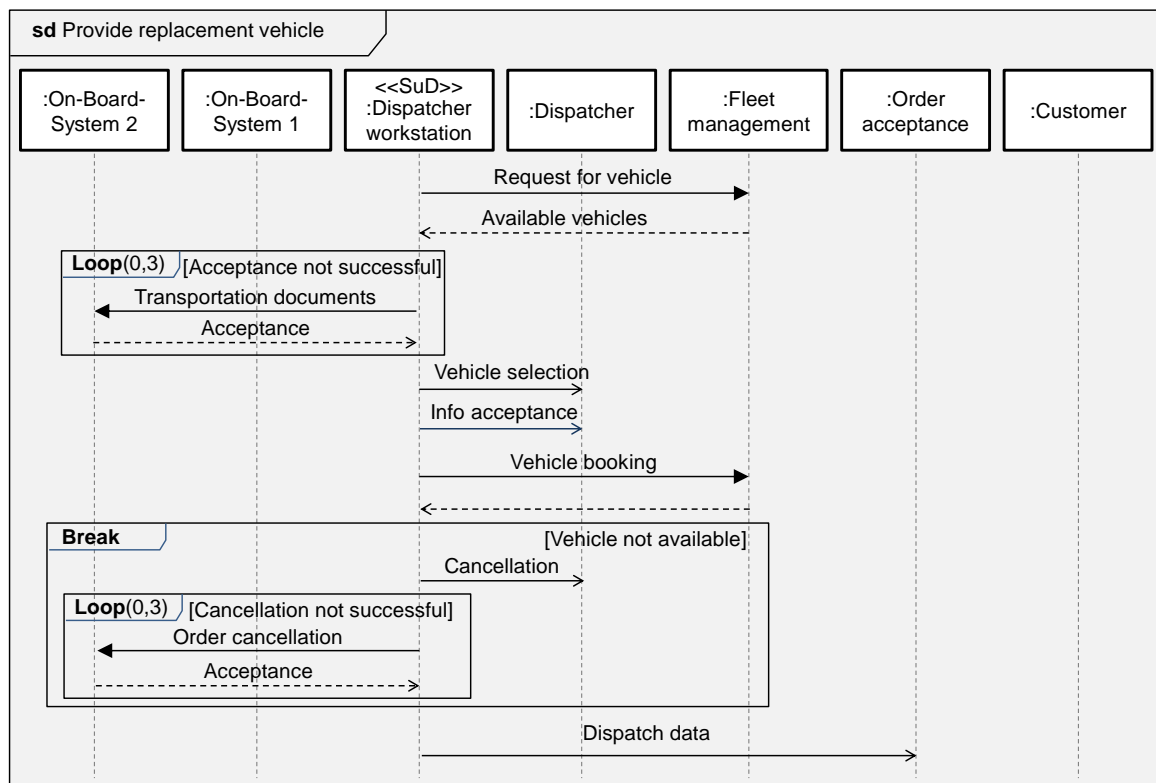 sd Provide replacement vehicle
:On-Board-
System 2
:On-Board-
System 1
<<SuD>>
:Dispatcher
workstation
:Dispatcher
:Fleet
management
:Order
acceptance
:Customer
Request for vehicle
Available vehicles
Loop(0,3) [Acceptance not successful]
Transportation documents
Acceptance
Vehicle selection
Info acceptance
Vehicle booking
Break [Vehicle not available]
Cancellation
Loop(0,3) [Cancellation not successful]
Order cancellation
Acceptance
Dispatch data